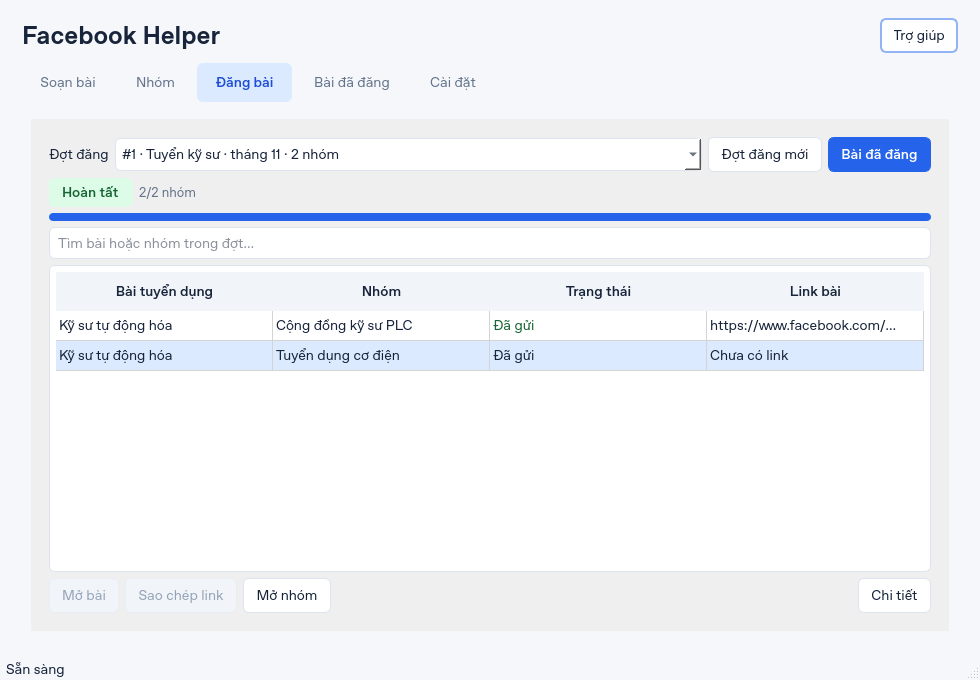 Facebook Helper
Trợ giúp
Soạn bài Nhóm Đăng bài Bài đã đăng Cài đặt
Đợt đăng #1 · Tuyển kỹ sư · tháng 11 · 2 nhóm Đợt đăng mới Bài đã đăng
Hoàn tất 2/2 nhóm
Tìm bài hoặc nhóm trong đợt...
Bài tuyển dụng Nhóm Trạng thái Link bài
Kỹ sư tự động hóa Cộng đồng kỹ sư PLC Đã gửi https://www.facebook.com/...
Kỹ sư tự động hóa Tuyển dụng cơ điện Đã gửi Chưa có link
Mở bài Sao chép link Mở nhóm Chi tiết
Sẵn sàng